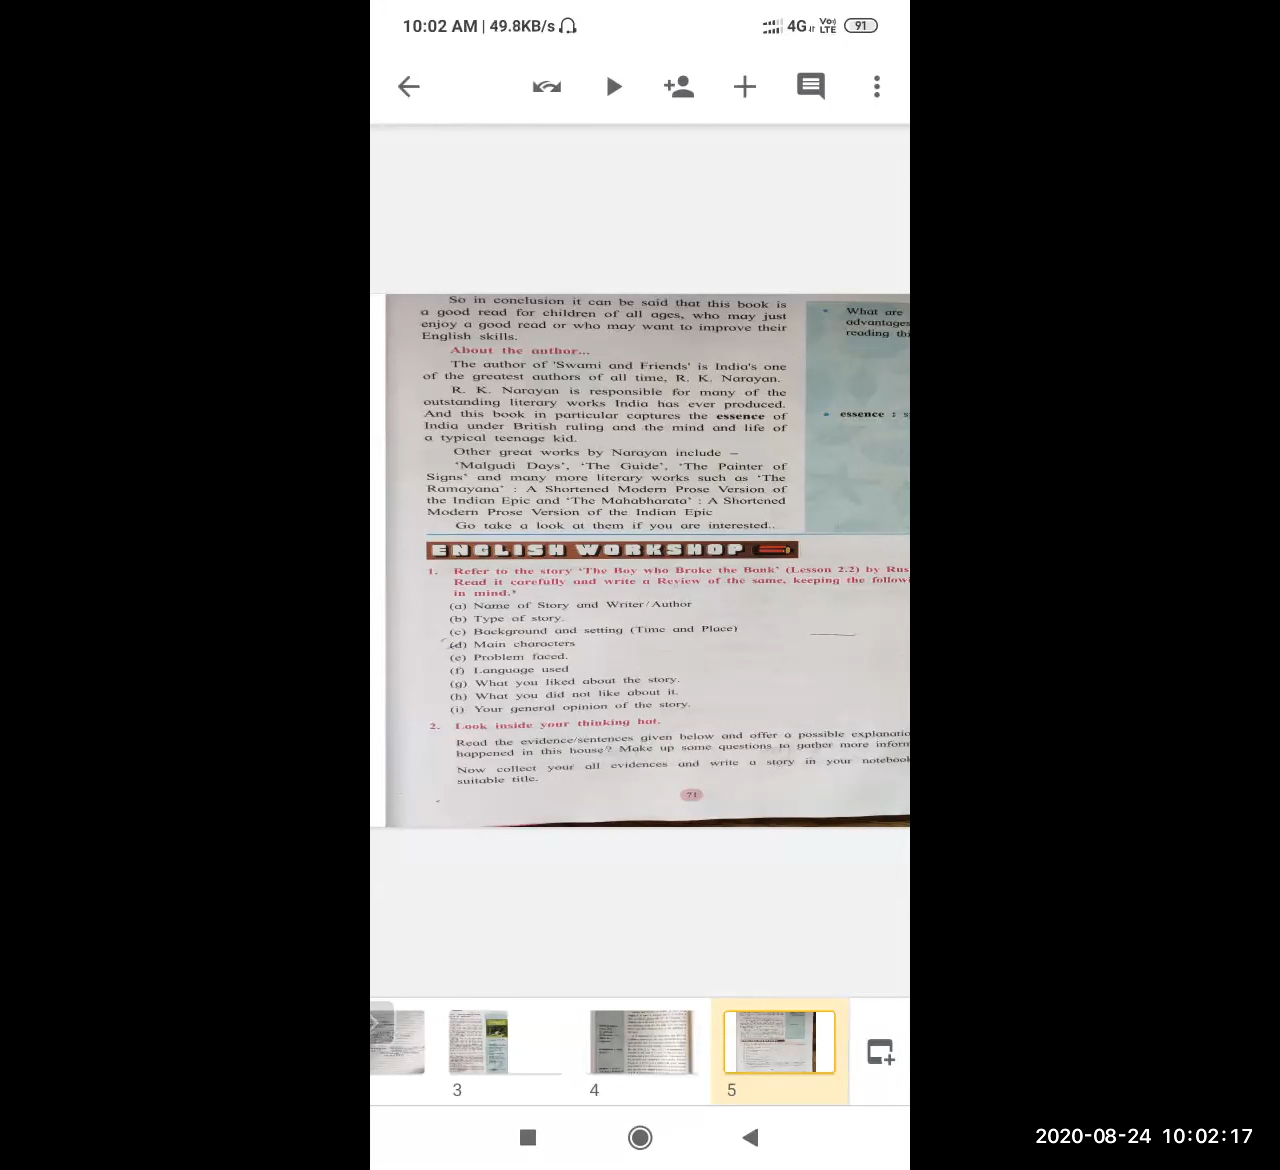 10:02 AM | 49.8KB/s
4G
Vo)
LTE
91
So in conclusion it can be said that this book is
a good read for children of all ages, who may just
enjoy a good read or who may want to improve their
English skills.
About the author...
The author of 'Swami and Friends' is India's one
of the greatest authors of all time, R. K. Narayan.
R. K. Narayan is responsible for many of the
outstanding literary works India has ever produced.
And this book in particular captures the essence of
India under British ruling and the mind and life of
a typical teenage kid.
Other great works by Narayan include –
'Malgudi Days', 'The Guide', 'The Painter of
Signs' and many more literary works such as 'The
Ramayana' : A Shortened Modern Prose Version of
the Indian Epic and 'The Mahabharata' : A Shortened
Modern Prose Version of the Indian Epic
Go take a look at them if you are interested..
• What are
advantages
reading
• essence :
ENGLISH WORKSHOP
1. Refer to the story 'The Boy who Broke the Bank' (Lesson 2.2) by Rus
Read it carefully and write a Review of the same, keeping the followi
in mind.'
(a) Name of Story and Writer/Author
(b) Type of story.
(c) Background and setting (Time and Place)
(d) Main characters
(e) Problem faced.
(f) Language used
(g) What you liked about the story.
(h) What you did not like about it.
(i) Your general opinion of the story.
2. Look inside your thinking hat.
Read the evidence/sentences given below and offer a possible explanatio
happened in this house? Make up some questions to gather more inform
Now collect your all evidences and write a story in your notebook
suitable title.
71
3
4
5
2020-08-24 10:02:17